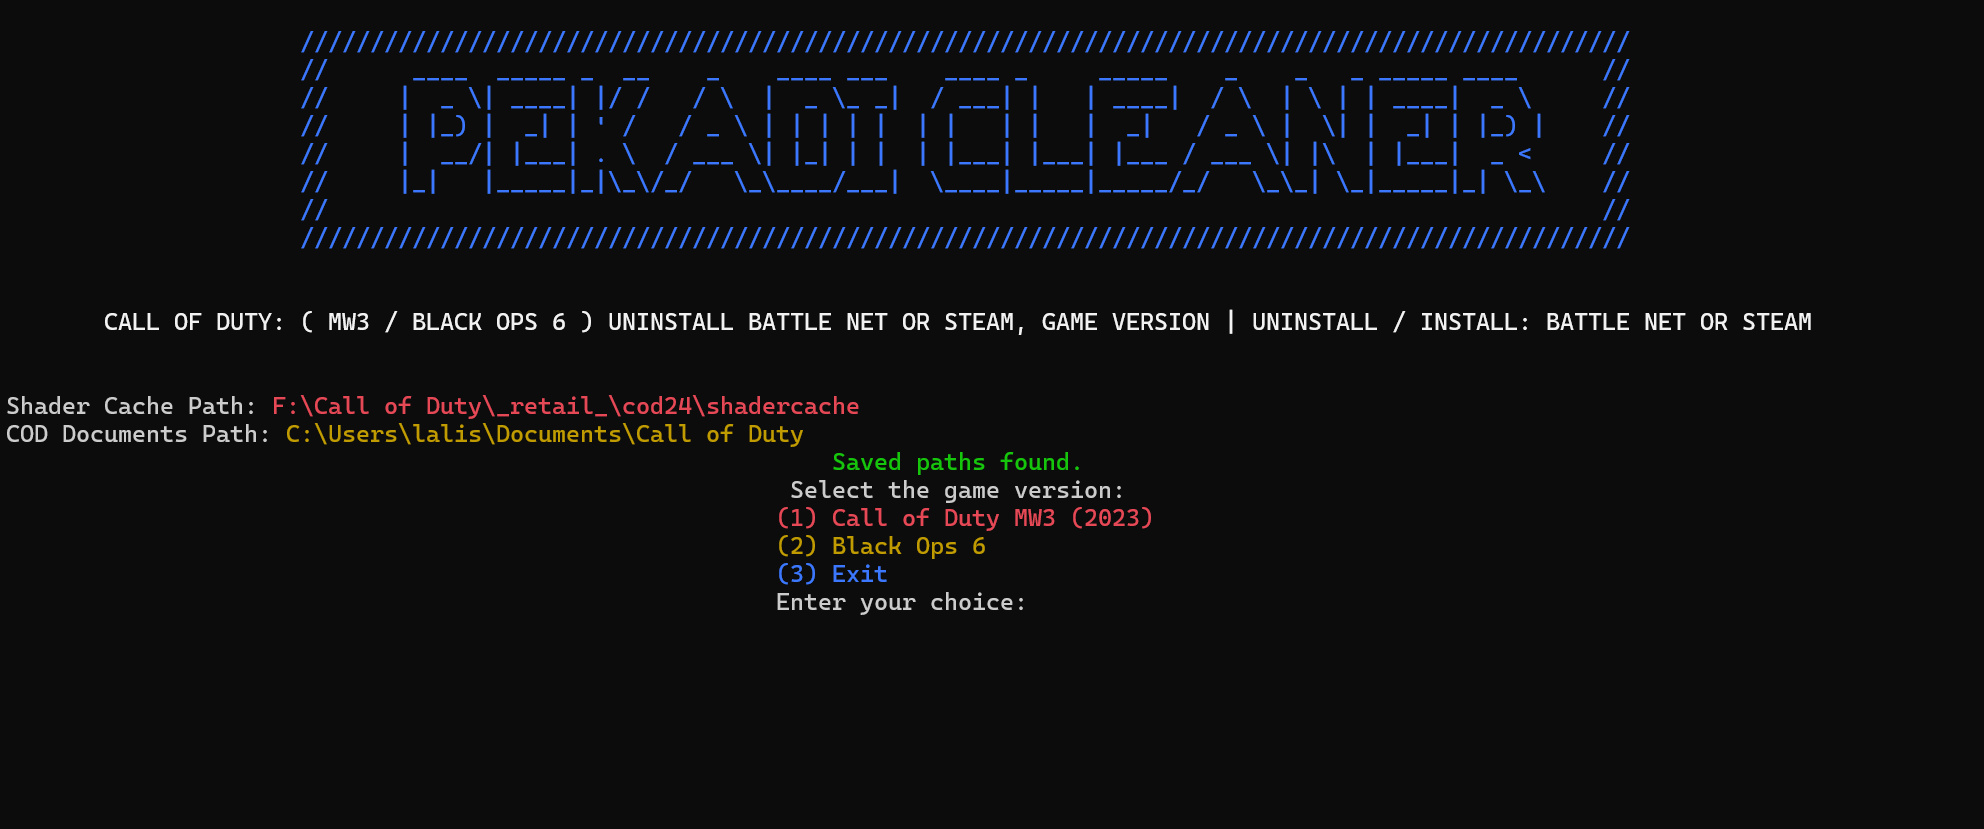 PEKADI CLEANER
CALL OF DUTY: ( MW3 / BLACK OPS 6 ) UNINSTALL BATTLE NET OR STEAM, GAME VERSION | UNINSTALL / INSTALL: BATTLE NET OR STEAM
Shader Cache Path: F:\Call of Duty\_retail_\cod24\shadercache
COD Documents Path: C:\Users\lalis\Documents\Call of Duty
Saved paths found.
Select the game version:
(1) Call of Duty MW3 (2023)
(2) Black Ops 6
(3) Exit
Enter your choice: